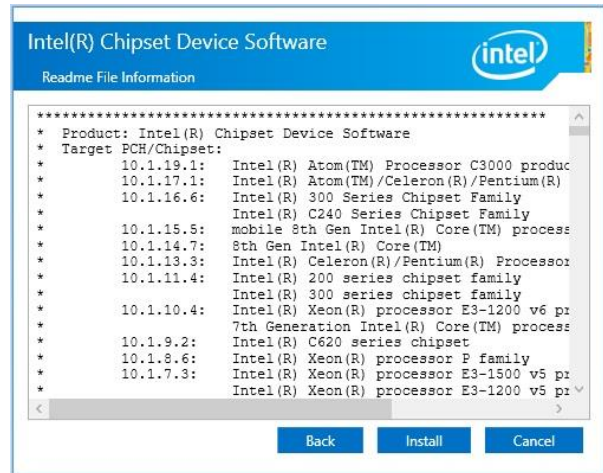 Intel(R) Chipset Device Software
intel
Readme File Information
************************************************************
* Product: Intel(R) Chipset Device Software
* Target PCH/Chipset:
* 10.1.19.1: Intel(R) Atom(TM) Processor C3000 produc
* 10.1.17.1: Intel(R) Atom(TM)/Celeron(R)/Pentium(R)
* 10.1.16.6: Intel(R) 300 Series Chipset Family
* Intel(R) C240 Series Chipset Family
* 10.1.15.5: mobile 8th Gen Intel(R) Core(TM) process
* 10.1.14.7: 8th Gen Intel(R) Core(TM)
* 10.1.13.3: Intel(R) Celeron(R)/Pentium(R) Processor
* 10.1.11.4: Intel(R) 200 series chipset family
* Intel(R) 300 series chipset family
* 10.1.10.4: Intel(R) Xeon(R) processor E3-1200 v6 pr
* 7th Generation Intel(R) Core(TM) process
* 10.1.9.2: Intel(R) C620 series chipset
* 10.1.8.6: Intel(R) Xeon(R) processor P family
* 10.1.7.3: Intel(R) Xeon(R) processor E3-1500 v5 pr
* Intel(R) Xeon(R) processor E3-1200 v5 pr
Back Install Cancel